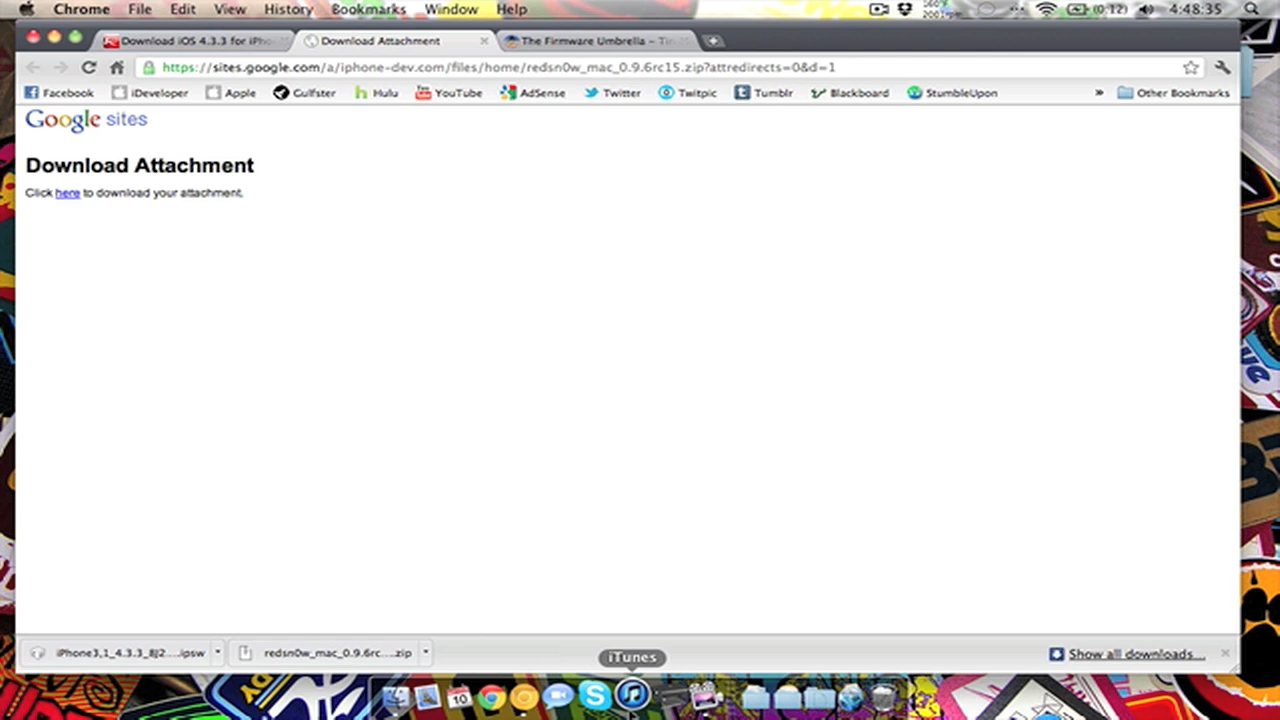 Chrome File Edit View History Bookmarks Window Help (0:12) 4:48:35
Download iOS 4.3.3 for iPho Download Attachment The Firmware Umbrella – Tin
https://sites.google.com/a/iphone-dev.com/files/home/redsn0w_mac_0.9.6rc15.zip?attredirects=0&d=1
Facebook iDeveloper Apple Gulfster Hulu YouTube AdSense Twitter Twitpic Tumblr Blackboard StumbleUpon » Other Bookmarks
Google sites
Download Attachment
Click here to download your attachment.
iPhone3,1_4.3.3_8J2....ipsw redsn0w_mac_0.9.6rc....zip Show all downloads...
iTunes
10